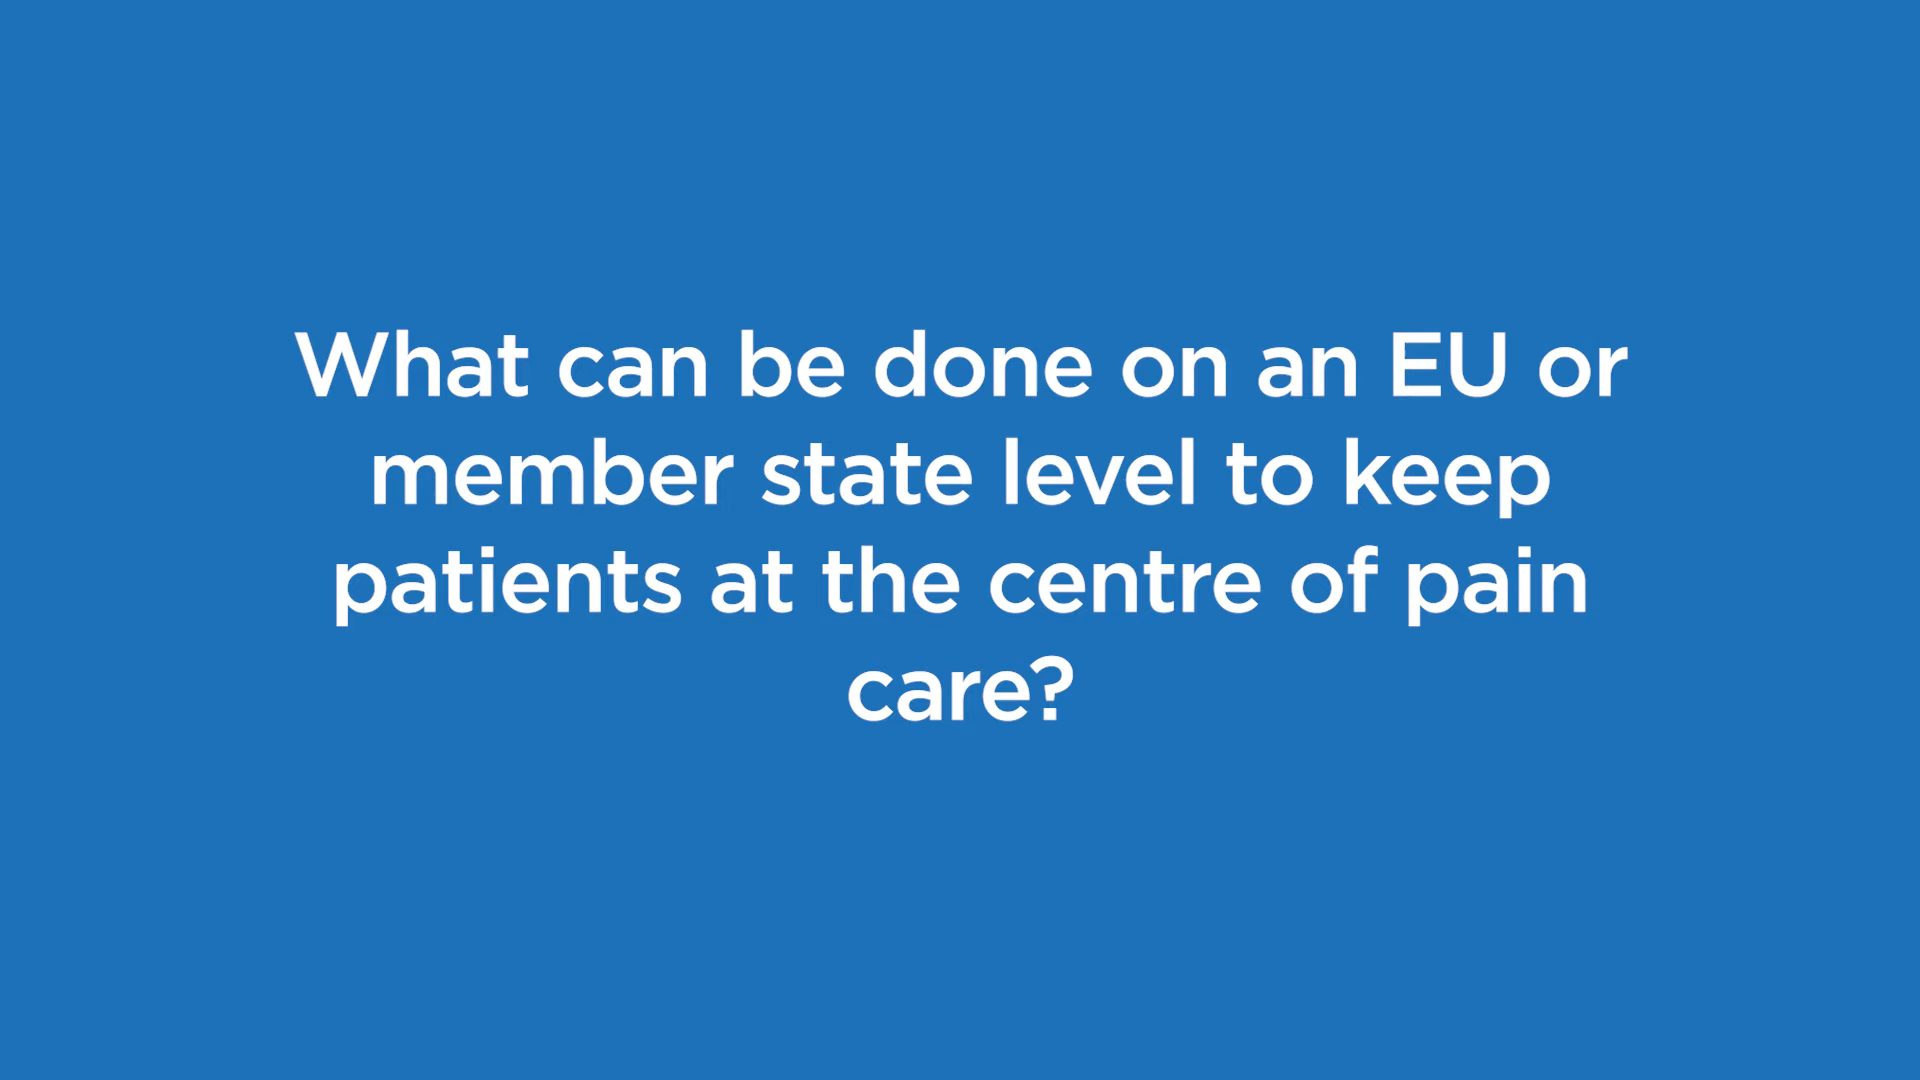 What can be done on an EU or
member state level to keep
patients at the centre of pain
care?